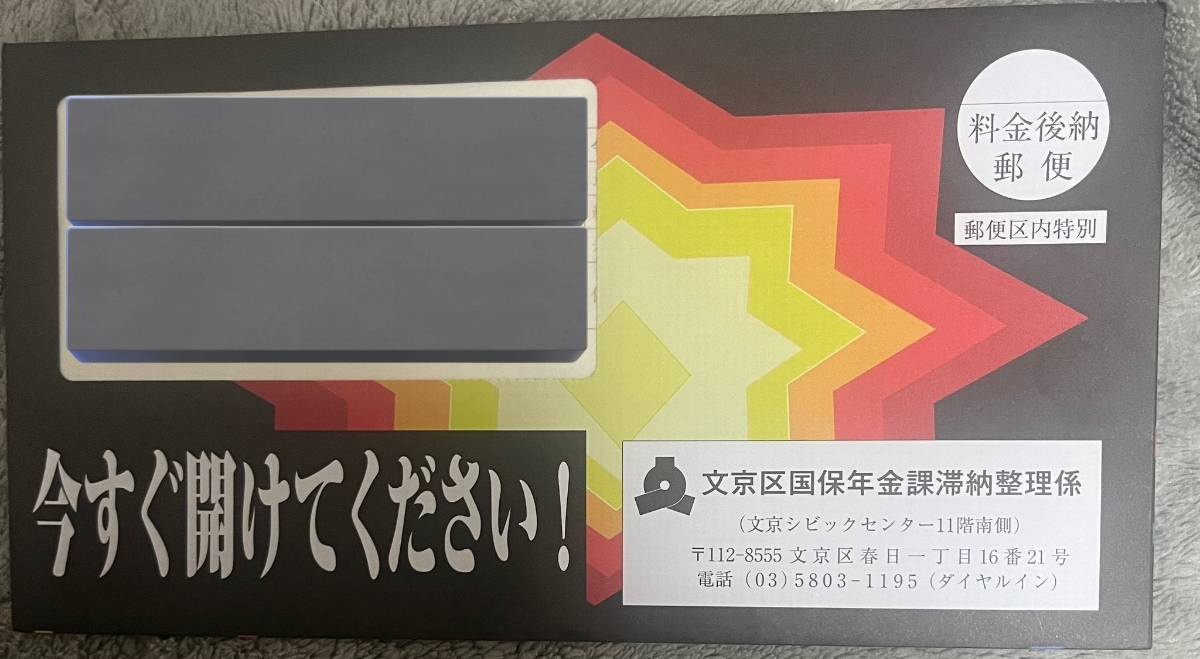 料金後納
郵便
郵便区内特別
今すぐ開けてください!
文京区国保年金課滞納整理係
(文京シビックセンター11階南側)
〒112-8555 文京区春日一丁目16番21号
電話 (03)5803-1195 (ダイヤルイン)